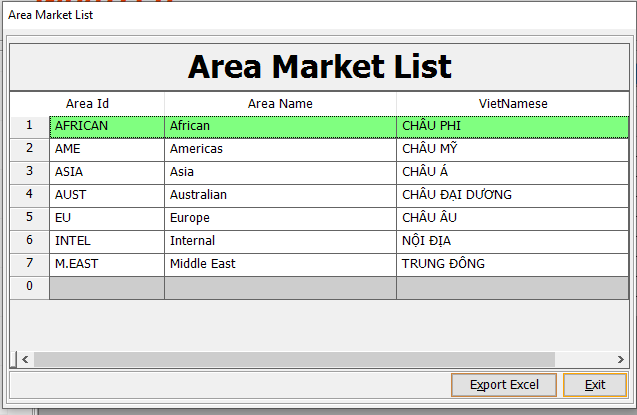 Area Market List
Area Market List
Area Id Area Name VietNamese
1 AFRICAN African CHÂU PHI
2 AME Americas CHÂU MỸ
3 ASIA Asia CHÂU Á
4 AUST Australian CHÂU ĐẠI DƯƠNG
5 EU Europe CHÂU ÂU
6 INTEL Internal NỘI ĐỊA
7 M.EAST Middle East TRUNG ĐÔNG
0
Export Excel Exit